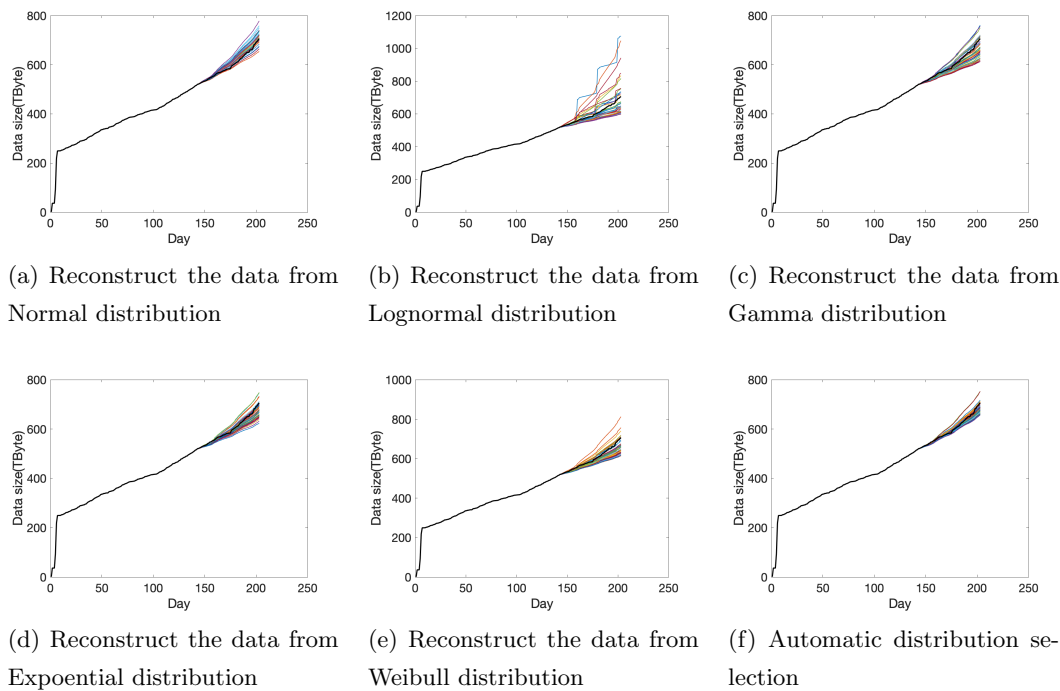 800
600
400
200
0
Data size(TByte)
0 50 100 150 200 250
Day
(a) Reconstruct the data from
Normal distribution
1200
1000
800
600
400
200
0
Data size(TByte)
0 50 100 150 200 250
Day
(b) Reconstruct the data from
Lognormal distribution
800
600
400
200
0
Data size(TByte)
0 50 100 150 200 250
Day
(c) Reconstruct the data from
Gamma distribution
800
600
400
200
0
Data size(TByte)
0 50 100 150 200 250
Day
(d) Reconstruct the data from
Expoential distribution
1000
800
600
400
200
0
Data size(TByte)
0 50 100 150 200 250
Day
(e) Reconstruct the data from
Weibull distribution
800
600
400
200
0
Data size(TByte)
0 50 100 150 200 250
Day
(f) Automatic distribution se-
lection